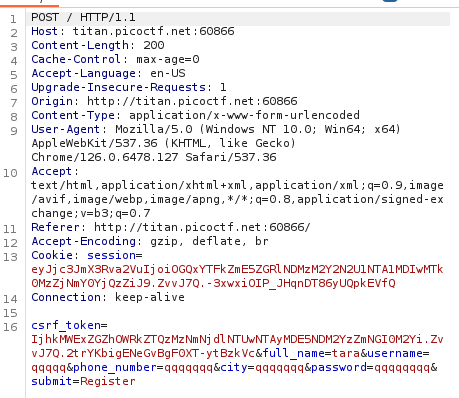 1 POST / HTTP/1.1
2 Host: titan.picoctf.net:60866
3 Content-Length: 200
4 Cache-Control: max-age=0
5 Accept-Language: en-US
6 Upgrade-Insecure-Requests: 1
7 Origin: http://titan.picoctf.net:60866
8 Content-Type: application/x-www-form-urlencoded
9 User-Agent: Mozilla/5.0 (Windows NT 10.0; Win64; x64)
AppleWebKit/537.36 (KHTML, like Gecko)
Chrome/126.0.6478.127 Safari/537.36
10 Accept:
text/html,application/xhtml+xml,application/xml;q=0.9,image
/avif,image/webp,image/apng,*/*;q=0.8,application/signed-ex
change;v=b3;q=0.7
11 Referer: http://titan.picoctf.net:60866/
12 Accept-Encoding: gzip, deflate, br
13 Cookie: session=
eyJjc3JmX3Rva2VuIjoiOGQxYTFkZmE5ZGRlNDMzM2Y2N2U1NTA1MDIwMTk
0MzZjNmY0YjQzZiJ9.ZvvJ7Q.-3xwxiOIP_JHqnDT86yUQpkEVfQ
14 Connection: keep-alive
15
16 csrf_token=
IjhkMWExZGZhOWRkZTQzMzNmNjdlNTUwNTAyMDE5NDM2YzZmNGI0M2Yi.Zv
vJ7Q.2trYKbigENeGvBgF0XT-ytBzkVc&full_name=tara&username=
qqqqq&phone_number=qqqqqqq&city=qqqqqqq&password=qqqqqqqq&
submit=Register